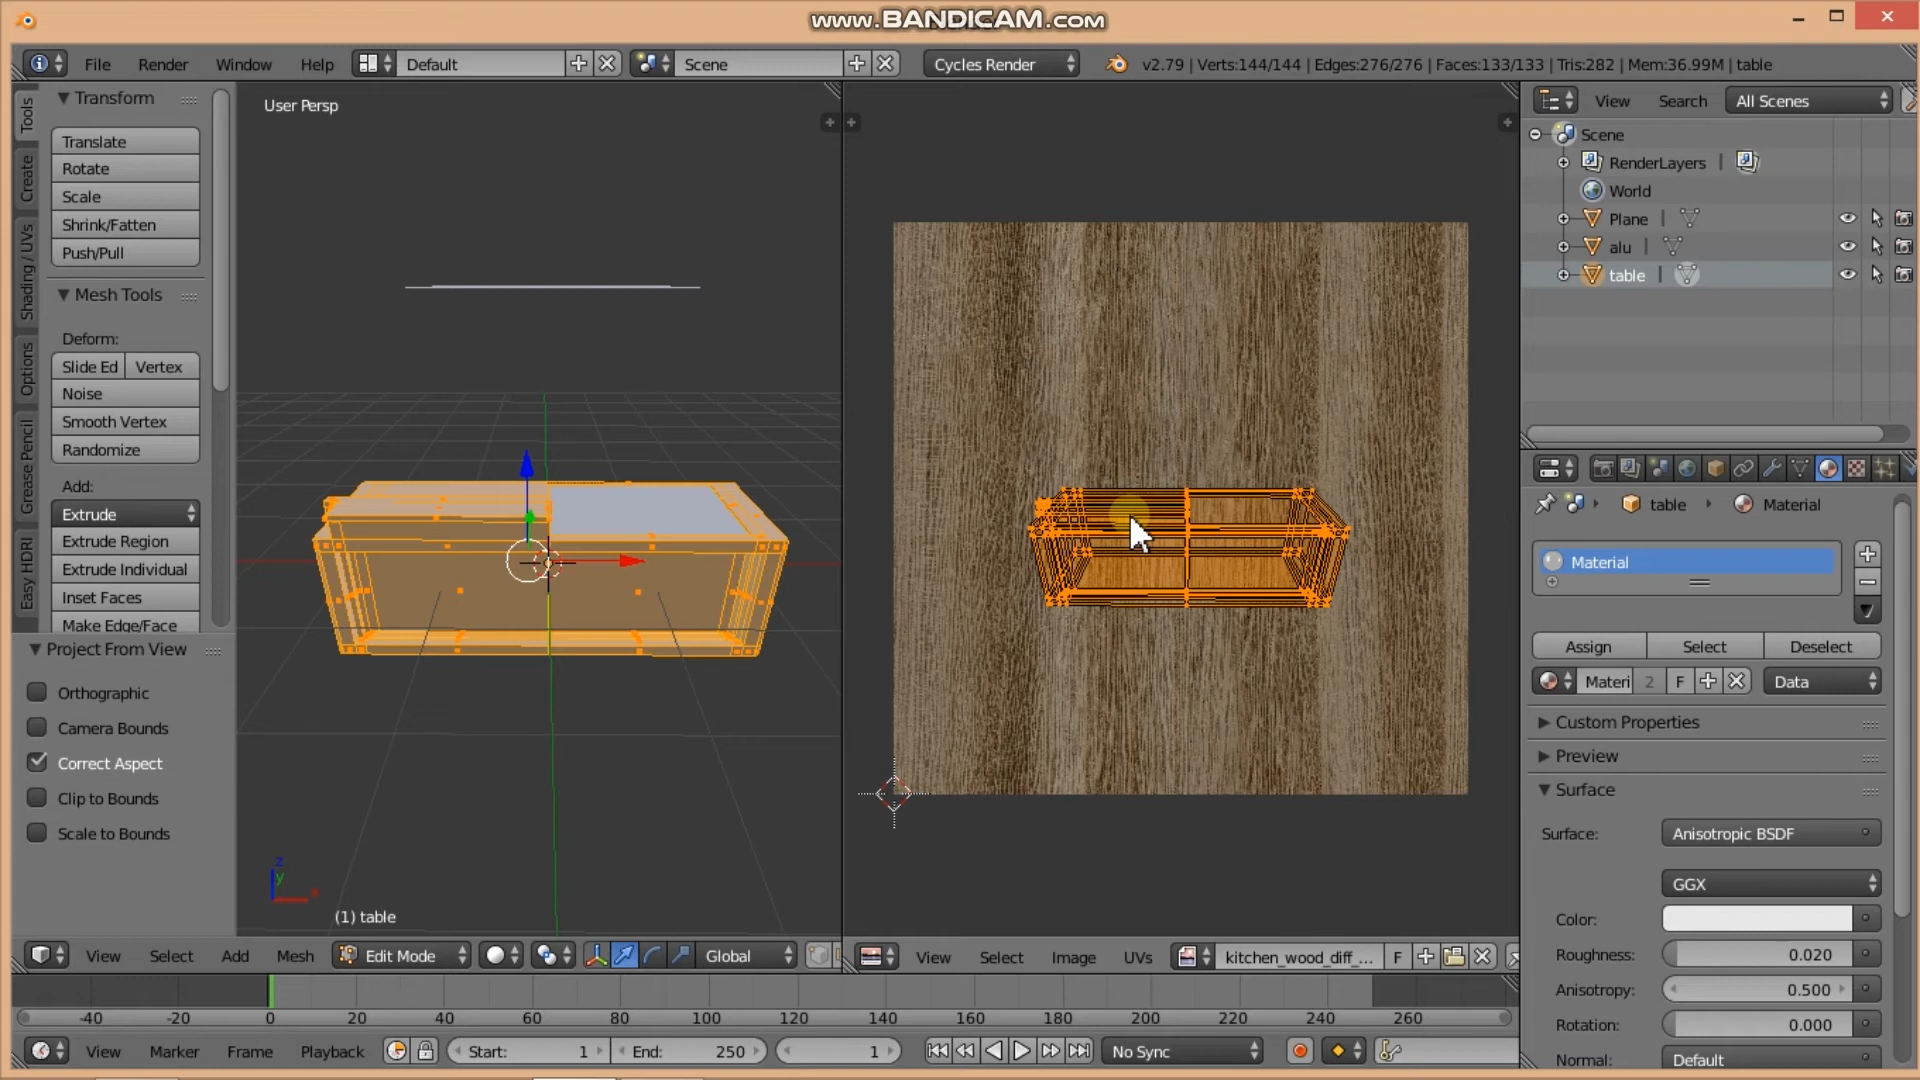 www.BANDICAM.com
File Render Window Help Default Scene Cycles Render v2.79 | Verts:144/144 | Edges:276/276 | Faces:133/133 | Tris:282 | Mem:36.99M | table
Tools
Create
Shading / UVs
Options
Grease Pencil
Easy HDRI
Transform
Translate
Rotate
Scale
Shrink/Fatten
Push/Pull
Mesh Tools
Deform:
Slide Ed Vertex
Noise
Smooth Vertex
Randomize
Add:
Extrude
Extrude Region
Extrude Individual
Inset Faces
Make Edge/Face
Project From View
Orthographic
Camera Bounds
Correct Aspect
Clip to Bounds
Scale to Bounds
User Persp
z
y
x
(1) table
View Select Add Mesh Edit Mode Global
View Select Image UVs kitchen_wood_diff_... F
-40 -20 0 20 40 60 80 100 120 140 160 180 200 220 240 260
View Marker Frame Playback Start: 1 End: 250 1 No Sync
View Search All Scenes
Scene
RenderLayers |
World
Plane |
alu |
table |
table Material
Material
Assign Select Deselect
Materi 2 F Data
Custom Properties
Preview
Surface
Surface: Anisotropic BSDF
GGX
Color:
Roughness: 0.020
Anisotropy: 0.500
Rotation: 0.000
Normal: Default